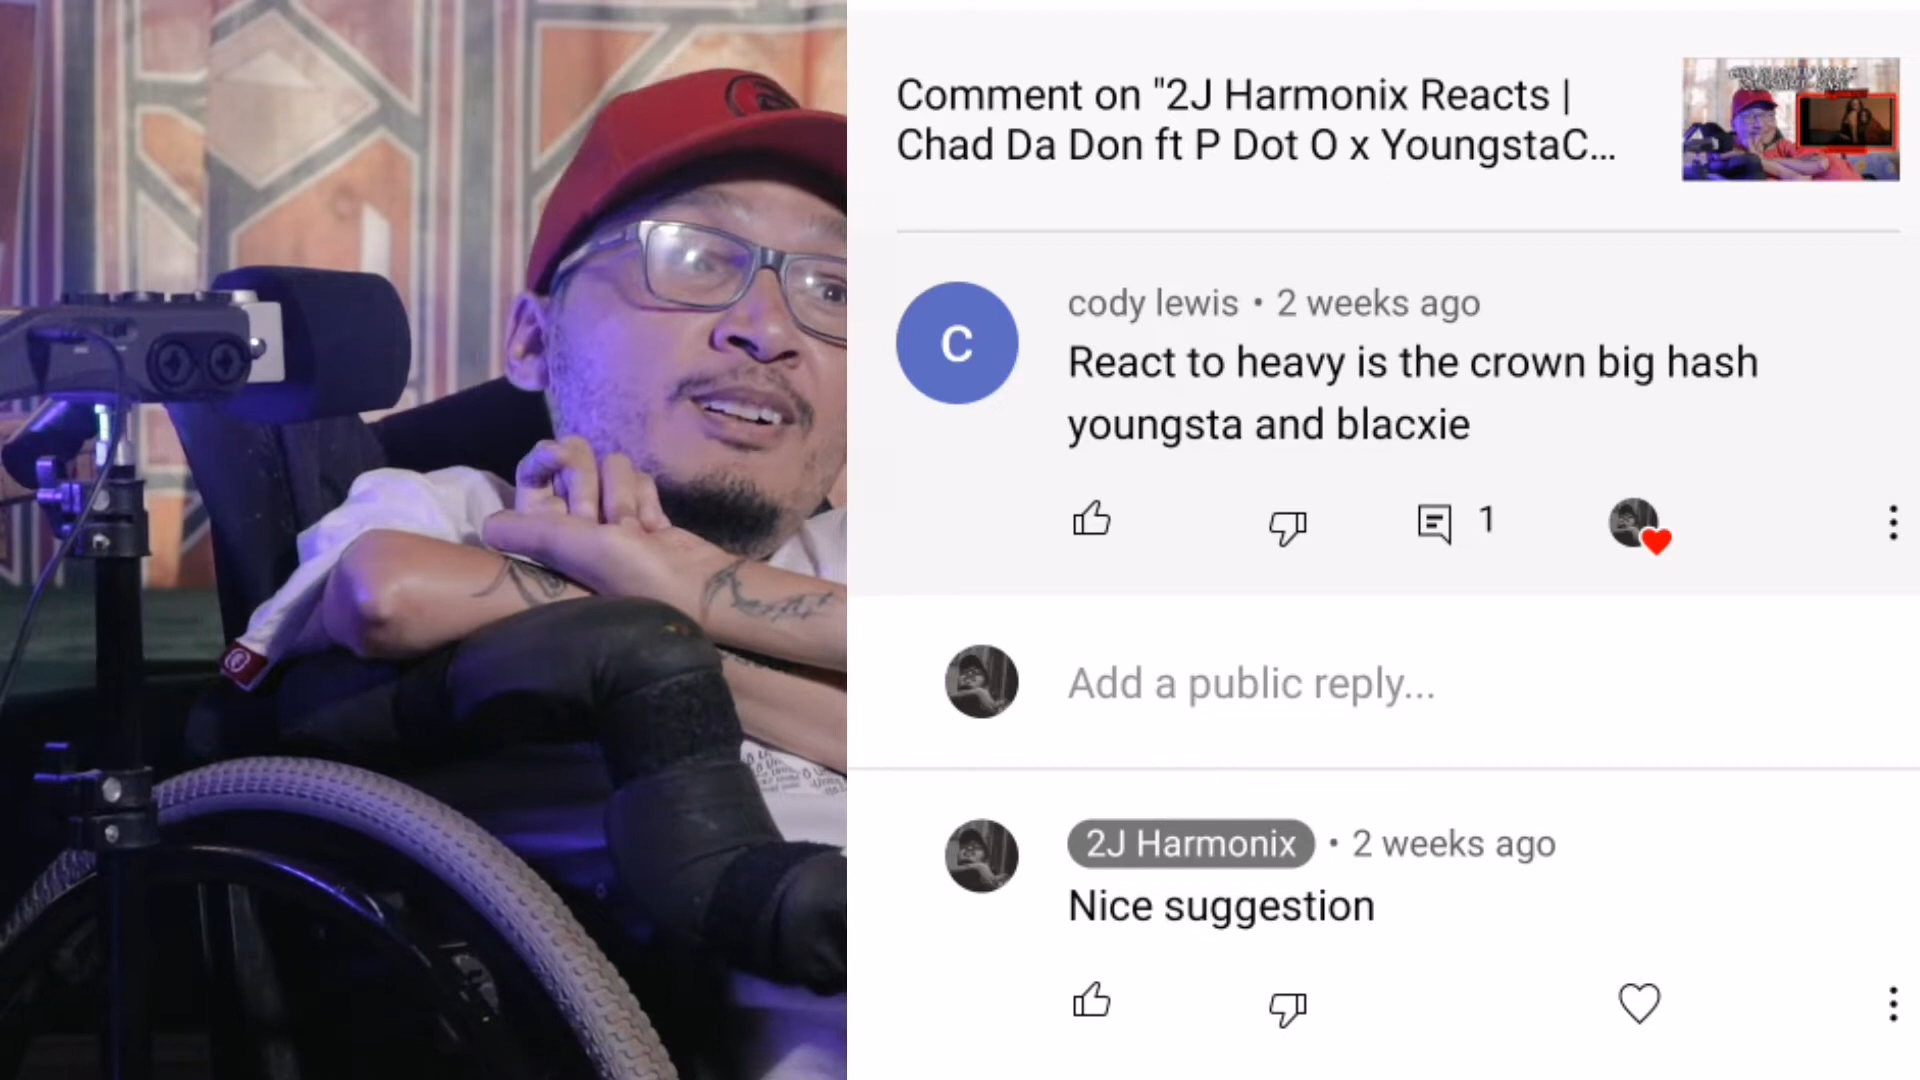 Comment on "2J Harmonix Reacts |
Chad Da Don ft P Dot O x YoungstaC...
C
cody lewis • 2 weeks ago
React to heavy is the crown big hash
youngsta and blacxie
1
Add a public reply...
2J Harmonix • 2 weeks ago
Nice suggestion